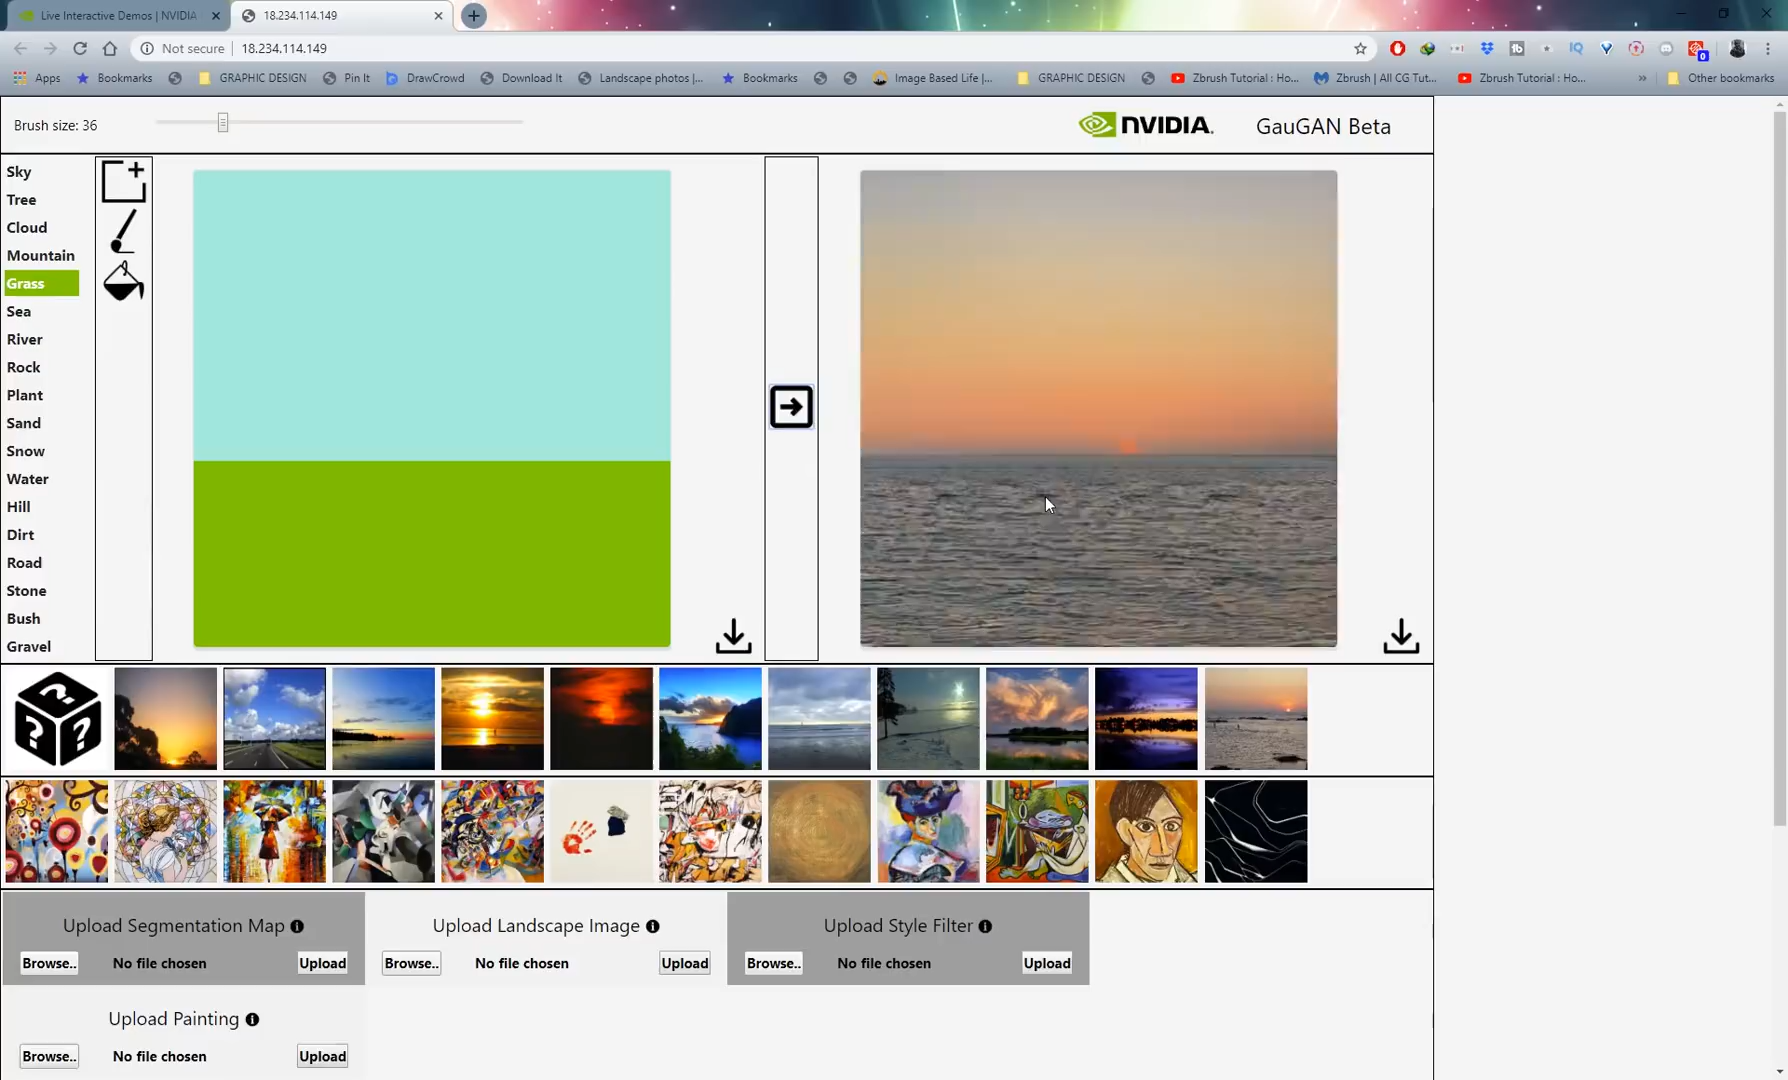 Live Interactive Demos | NVIDIA
18.234.114.149
Not secure
18.234.114.149
0
Apps
Bookmarks
GRAPHIC DESIGN
Pin It
DrawCrowd
Download It
Landscape photos |...
Bookmarks
Image Based Life |...
GRAPHIC DESIGN
Zbrush Tutorial : Ho...
Zbrush | All CG Tut...
Zbrush Tutorial : Ho...
»
Other bookmarks
Brush size: 36
NVIDIA.
GauGAN Beta
Sky
Tree
Cloud
Mountain
Grass
Sea
River
Rock
Plant
Sand
Snow
Water
Hill
Dirt
Road
Stone
Bush
Gravel
? ? ?
Upload Segmentation Map
Browse..
No file chosen
Upload
Upload Landscape Image
Browse..
No file chosen
Upload
Upload Style Filter
Browse..
No file chosen
Upload
Upload Painting
Browse..
No file chosen
Upload